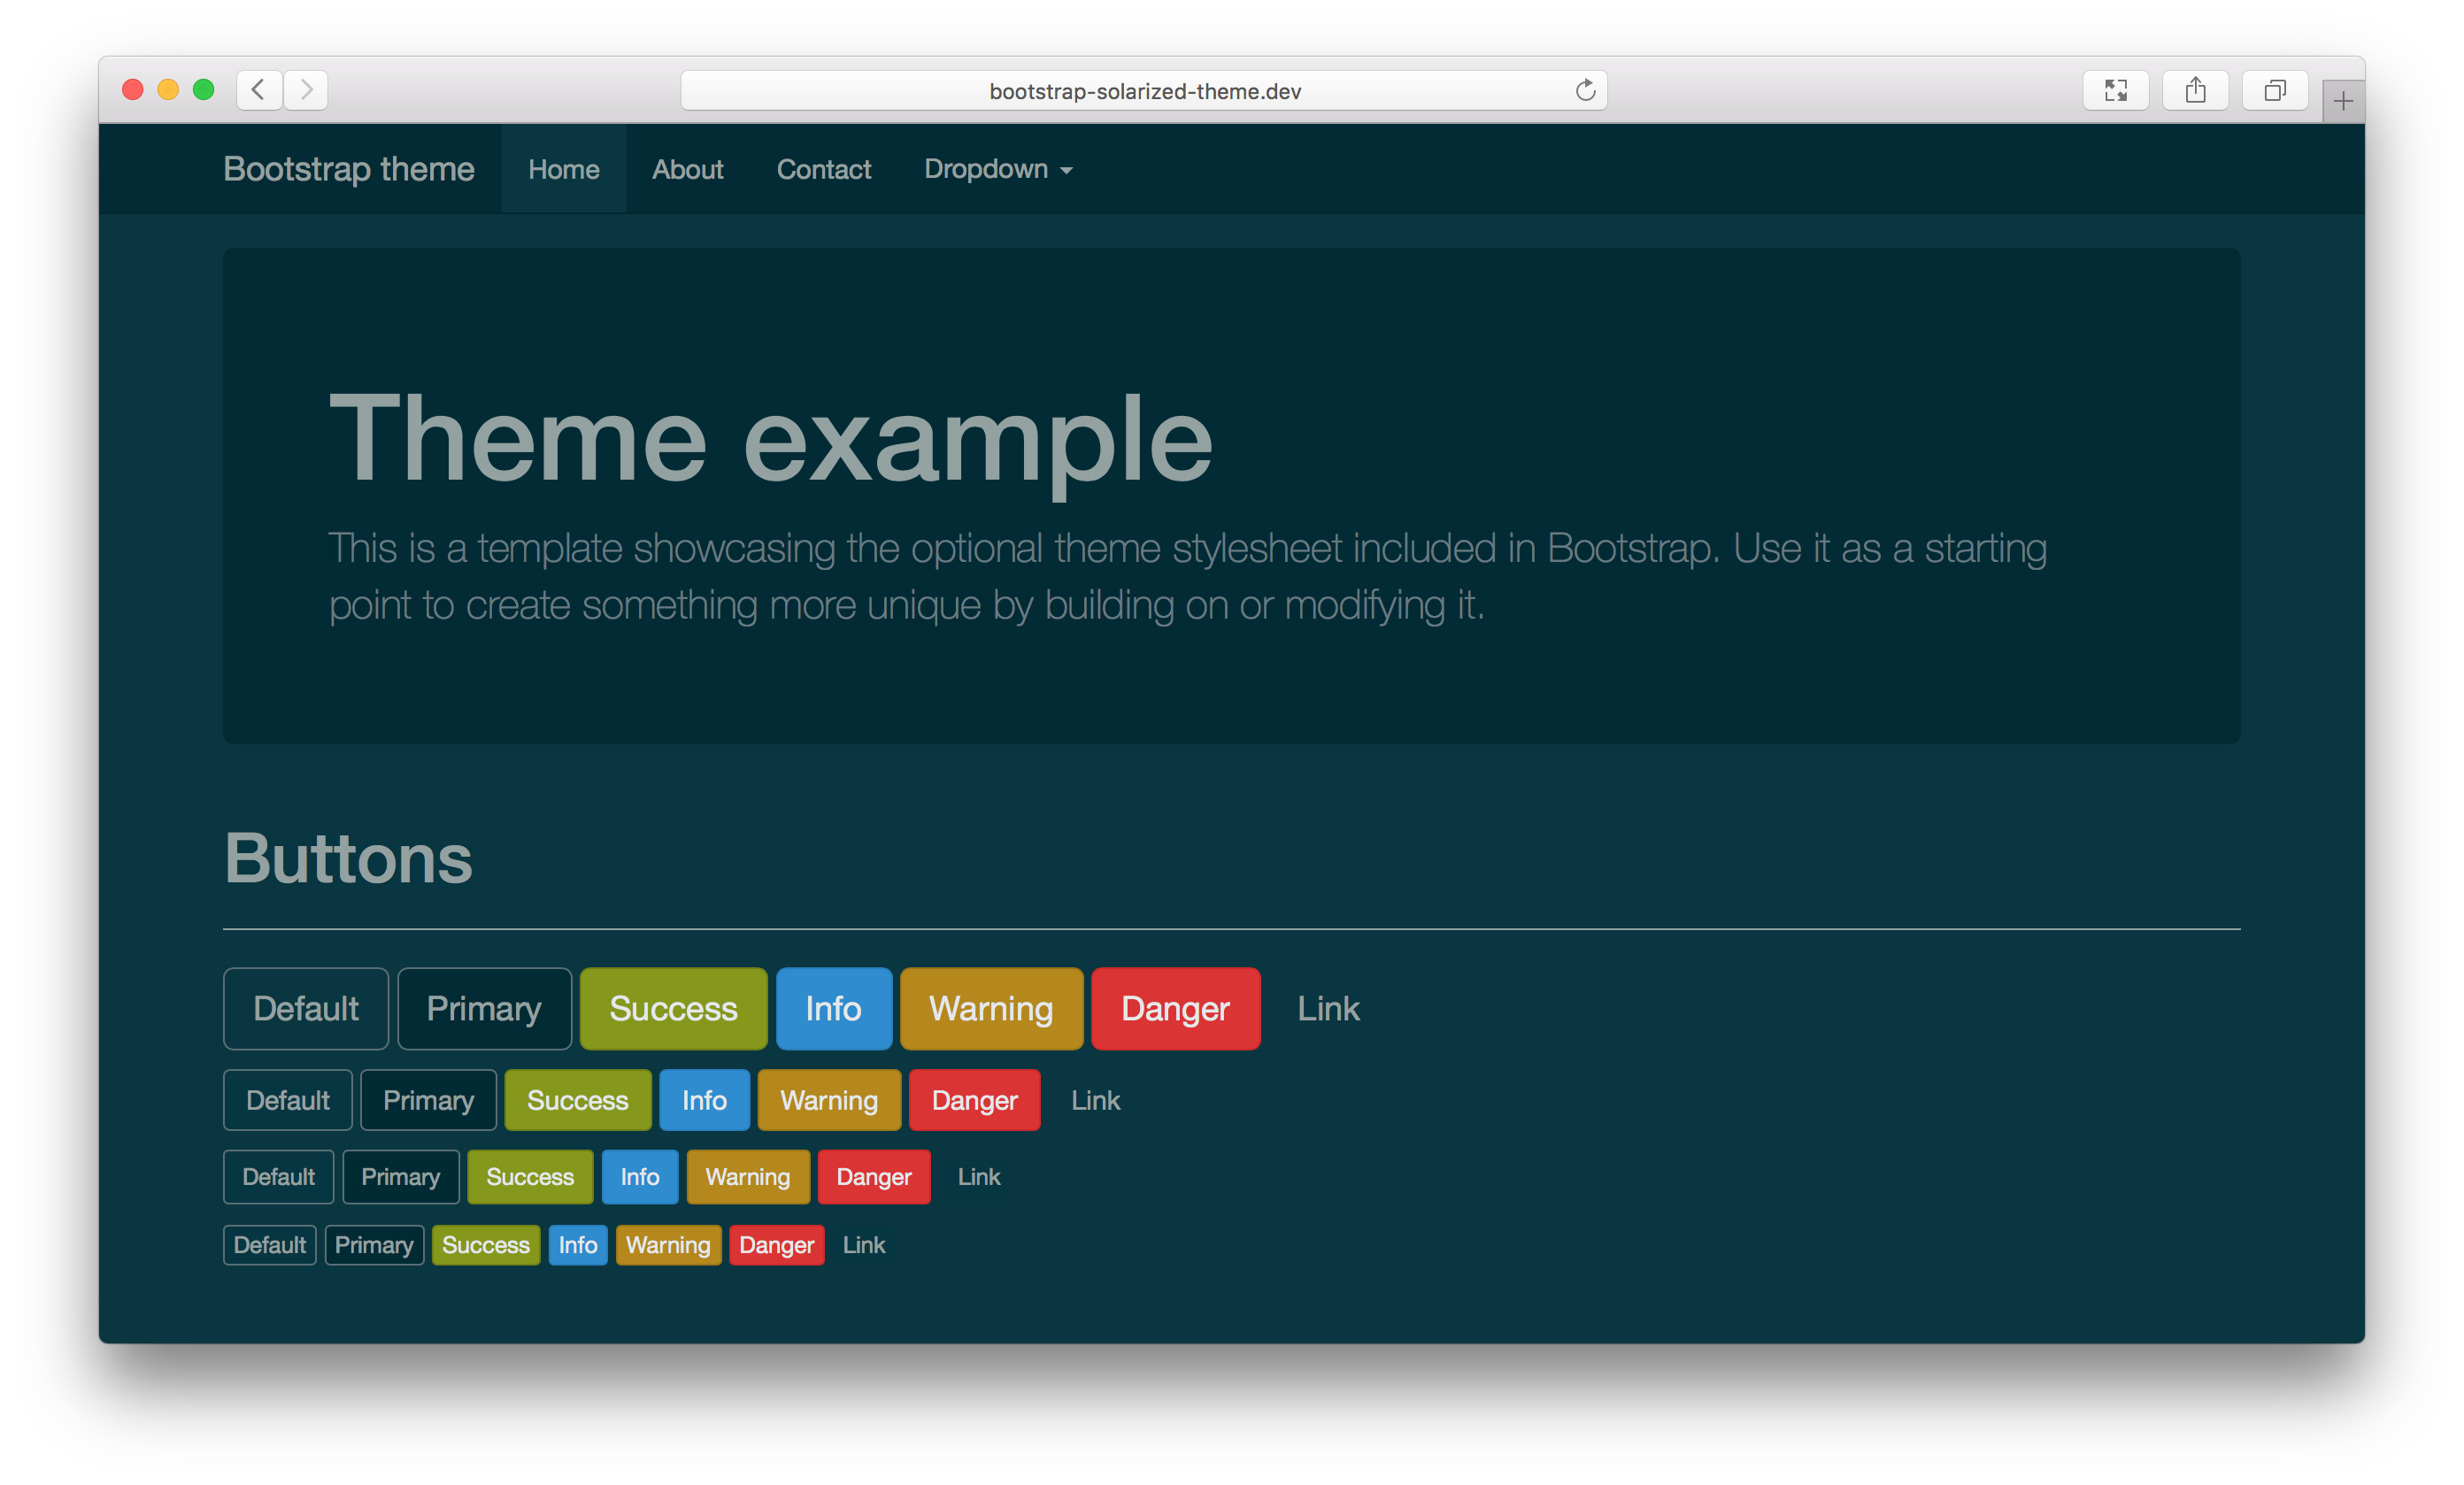 bootstrap-solarized-theme.dev
Bootstrap theme Home About Contact Dropdown
Theme example
This is a template showcasing the optional theme stylesheet included in Bootstrap. Use it as a starting
point to create something more unique by building on or modifying it.
Buttons
Default Primary Success Info Warning Danger Link
Default Primary Success Info Warning Danger Link
Default Primary Success Info Warning Danger Link
Default Primary Success Info Warning Danger Link